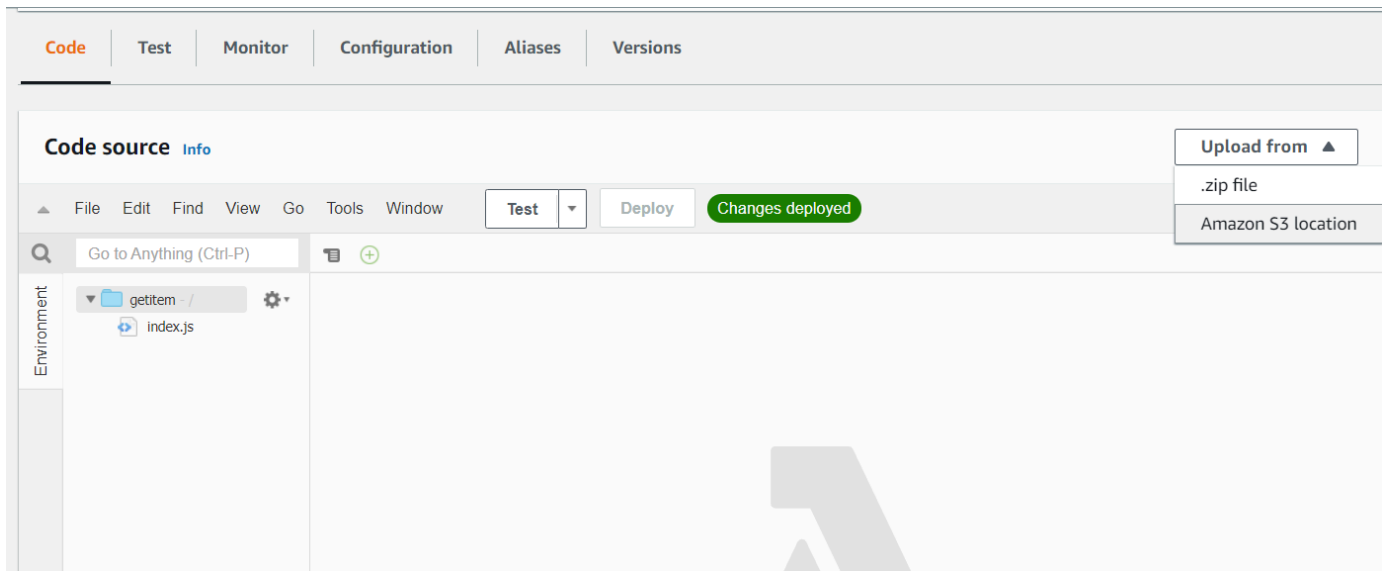 Code Test Monitor Configuration Aliases Versions
Code source Info
Upload from
.zip file
Amazon S3 location
File Edit Find View Go Tools Window Test Deploy Changes deployed
Go to Anything (Ctrl-P)
Environment
getitem - /
index.js